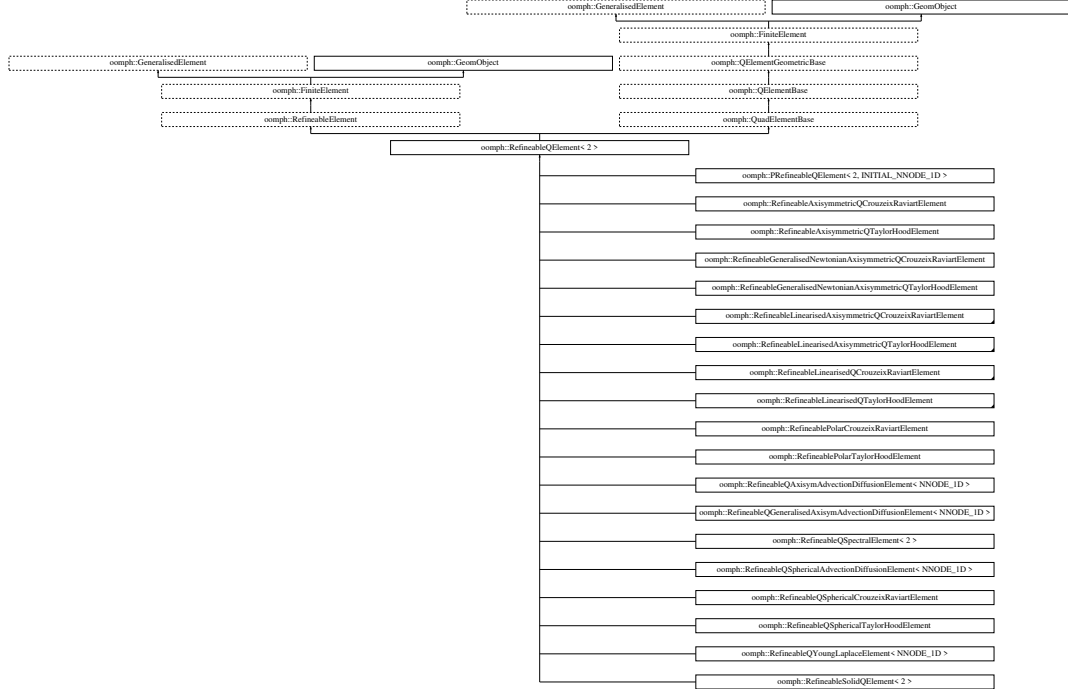 oomph::GeneralisedElement
oomph::GeomObject
oomph::FiniteElement
oomph::GeneralisedElement
oomph::GeomObject
oomph::QElementGeometricBase
oomph::FiniteElement
oomph::QElementBase
oomph::RefineableElement
oomph::QuadElementBase
oomph::RefineableQElement< 2 >
oomph::PRefineableQElement< 2, INITIAL_NNODE_1D >
oomph::RefineableAxisymmetricQCrouzeixRaviartElement
oomph::RefineableAxisymmetricQTaylorHoodElement
oomph::RefineableGeneralisedNewtonianAxisymmetricQCrouzeixRaviartElement
oomph::RefineableGeneralisedNewtonianAxisymmetricQTaylorHoodElement
oomph::RefineableLinearisedAxisymmetricQCrouzeixRaviartElement
oomph::RefineableLinearisedAxisymmetricQTaylorHoodElement
oomph::RefineableLinearisedQCrouzeixRaviartElement
oomph::RefineableLinearisedQTaylorHoodElement
oomph::RefineablePolarCrouzeixRaviartElement
oomph::RefineablePolarTaylorHoodElement
oomph::RefineableQAxisymAdvectionDiffusionElement< NNODE_1D >
oomph::RefineableQGeneralisedAxisymAdvectionDiffusionElement< NNODE_1D >
oomph::RefineableQSpectralElement< 2 >
oomph::RefineableQSphericalAdvectionDiffusionElement< NNODE_1D >
oomph::RefineableQSphericalCrouzeixRaviartElement
oomph::RefineableQSphericalTaylorHoodElement
oomph::RefineableQYoungLaplaceElement< NNODE_1D >
oomph::RefineableSolidQElement< 2 >